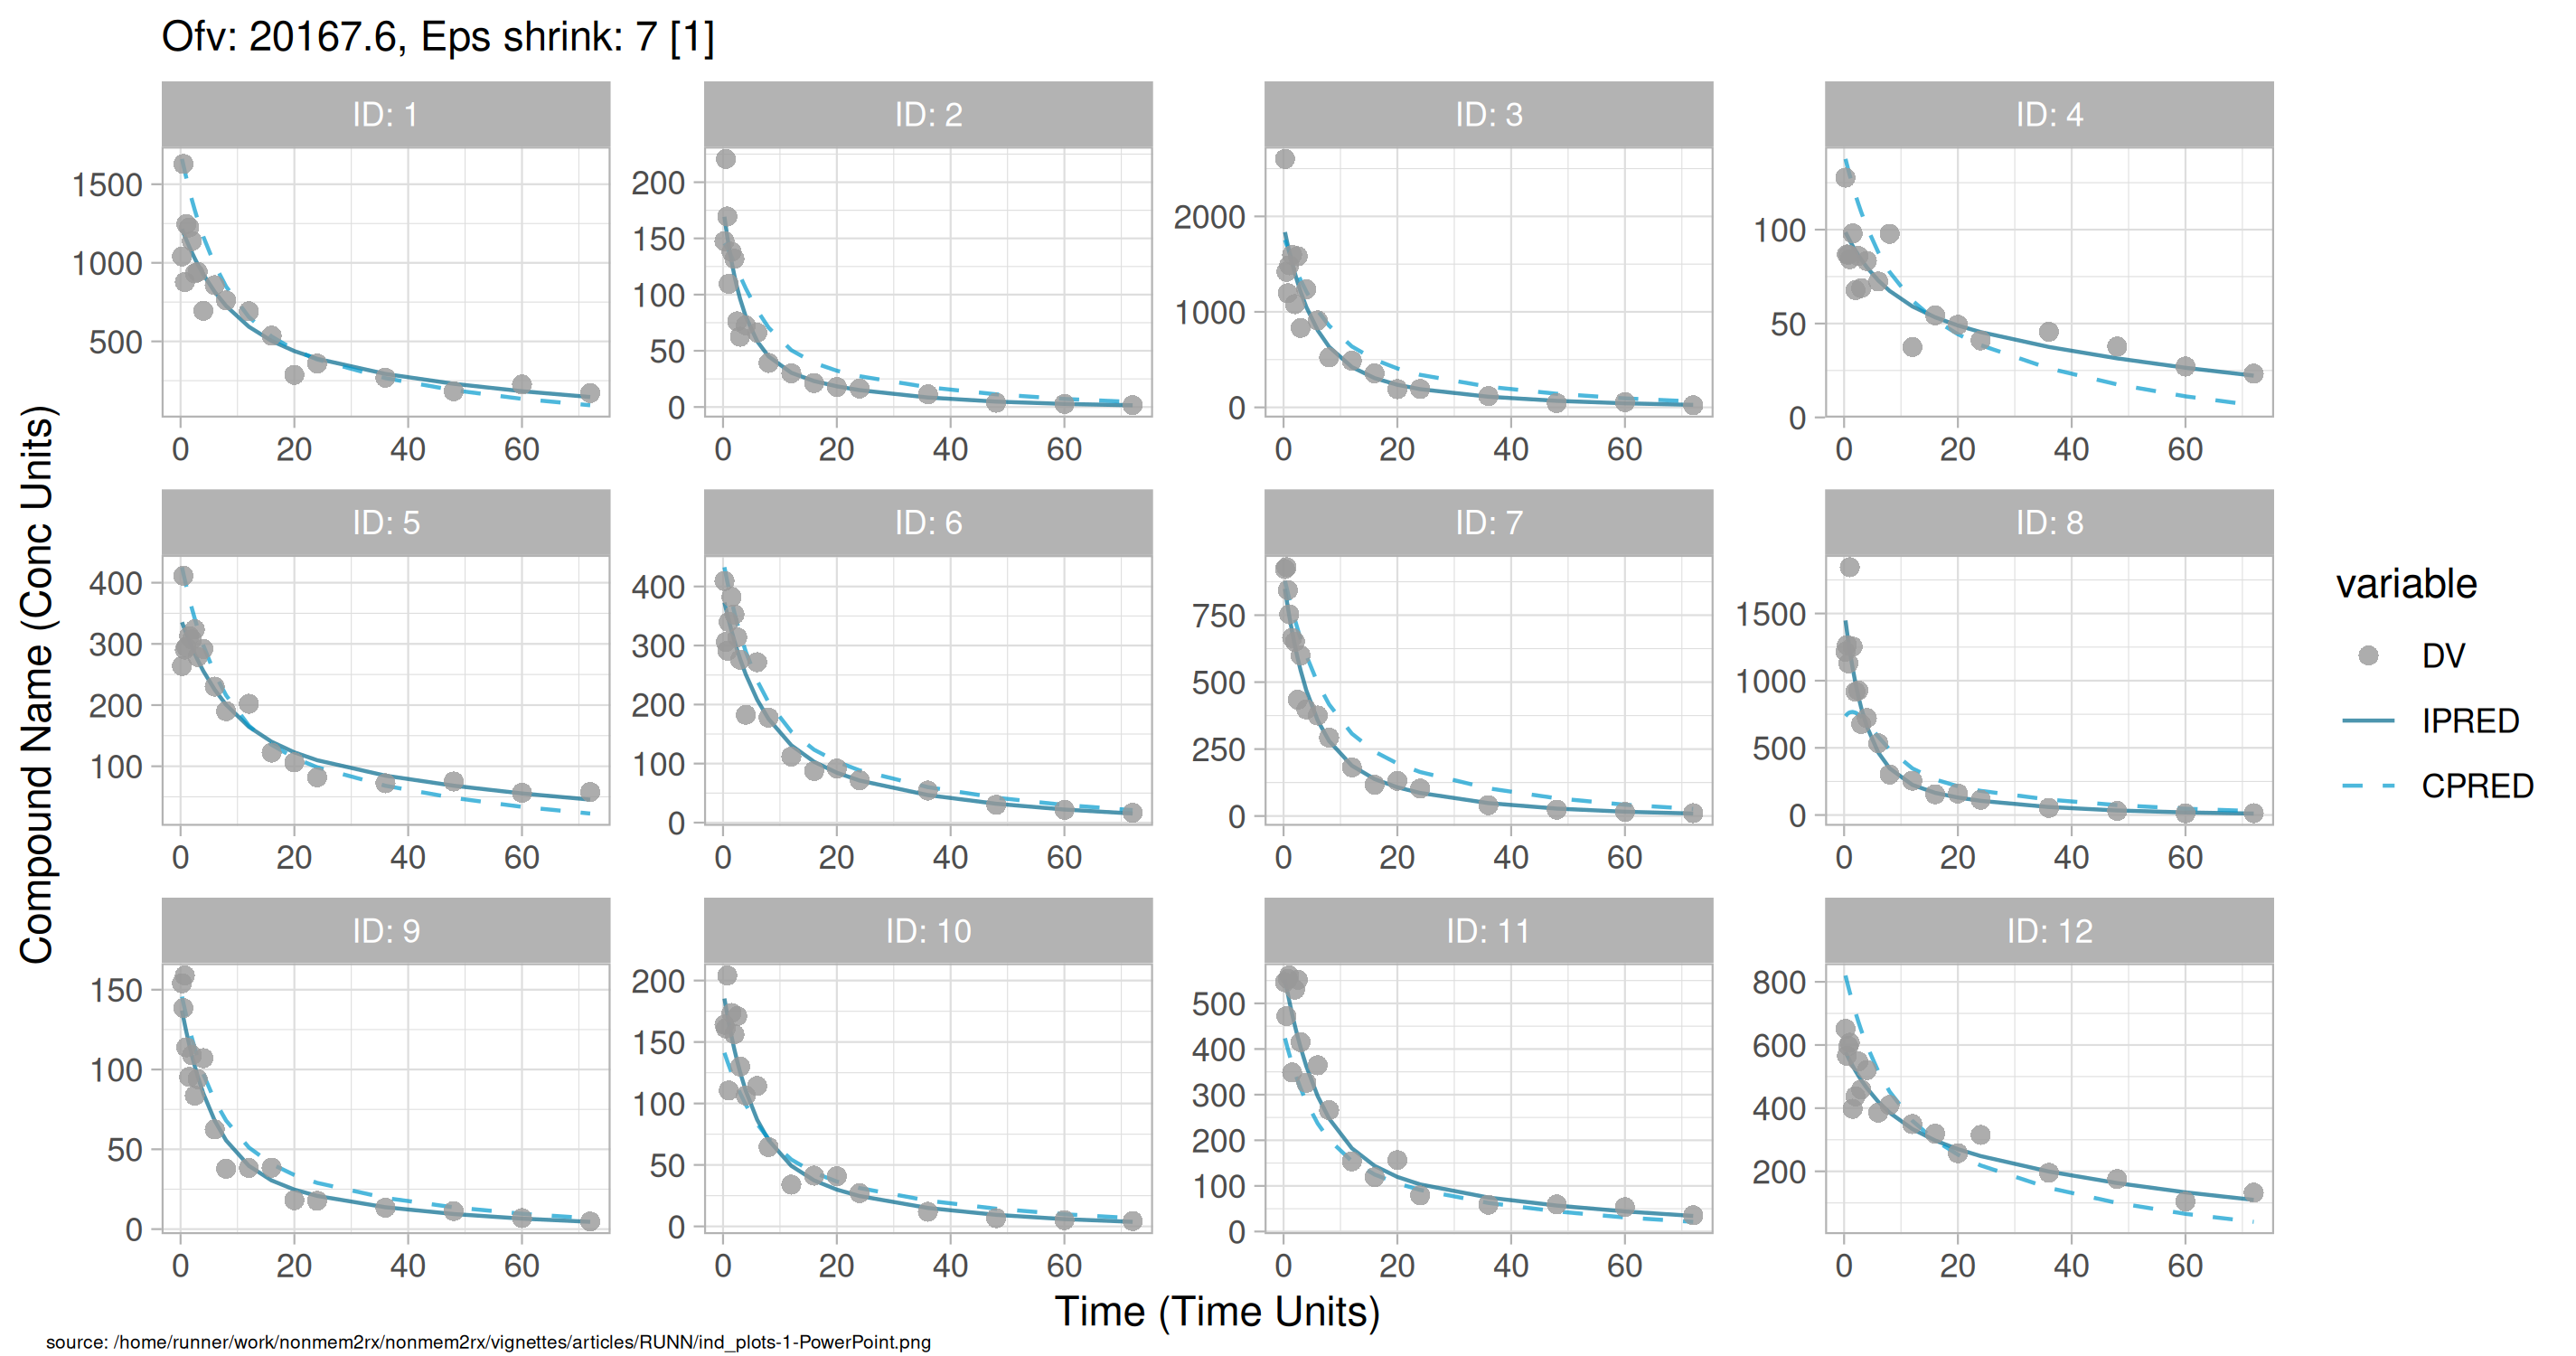 Ofv: 20167.6, Eps shrink: 7 [1]
Compound Name (Conc Units)
ID: 1
1500
1000
500
0 20 40 60
ID: 2
200
150
100
50
0
0 20 40 60
ID: 3
2000
1000
0
0 20 40 60
ID: 4
100
50
0
0 20 40 60
ID: 5
400
300
200
100
0 20 40 60
ID: 6
400
300
200
100
0
0 20 40 60
ID: 7
750
500
250
0
0 20 40 60
ID: 8
1500
1000
500
0
0 20 40 60
ID: 9
150
100
50
0
0 20 40 60
ID: 10
200
150
100
50
0
0 20 40 60
ID: 11
500
400
300
200
100
0
0 20 40 60
ID: 12
800
600
400
200
0 20 40 60
variable
DV
IPRED
CPRED
Time (Time Units)
source: /home/runner/work/nonmem2rx/nonmem2rx/vignettes/articles/RUNN/ind_plots-1-PowerPoint.png